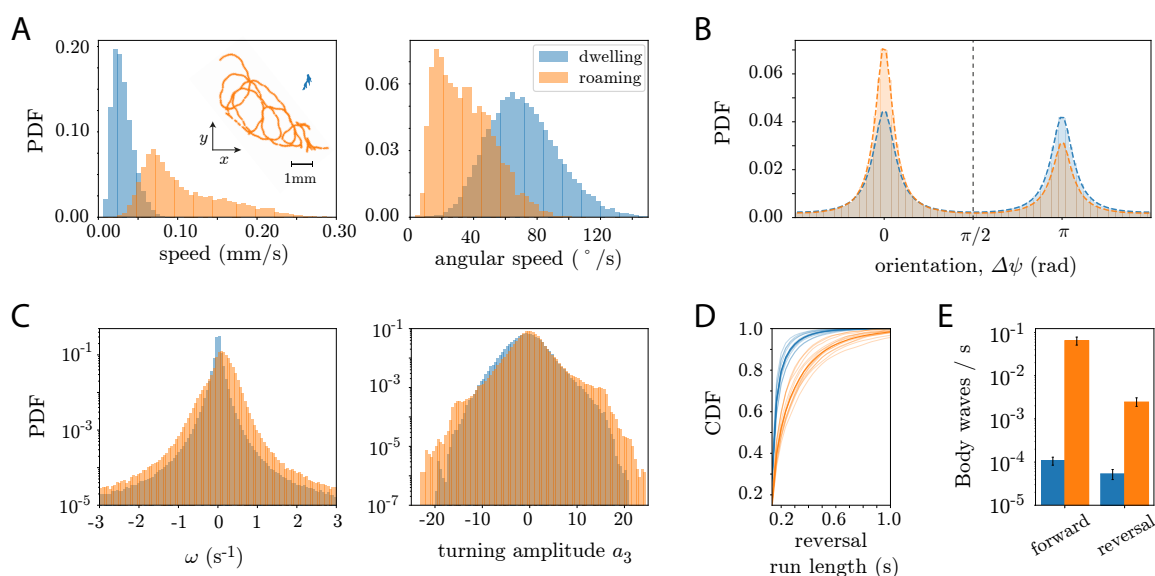 A
PDF
0.20
0.10
0.00
0.00
0.10
0.20
0.30
speed (mm/s)
y
x
1mm
0.06
0.03
0.00
0
40
80
120
angular speed (°/s)
dwelling
roaming
B
PDF
0.06
0.04
0.02
0.00
0
π/2
π
orientation, Δψ (rad)
C
PDF
10⁻¹
10⁻³
10⁻⁵
-3
-2
-1
0
1
2
3
ω (s⁻¹)
10⁻¹
10⁻³
10⁻⁵
10⁻⁷
-20
-10
0
10
20
turning amplitude a₃
D
CDF
1.0
0.8
0.6
0.4
0.2
0.2
0.6
1.0
reversal
run length (s)
E
Body waves / s
10⁻¹
10⁻²
10⁻³
10⁻⁴
10⁻⁵
forward
reversal